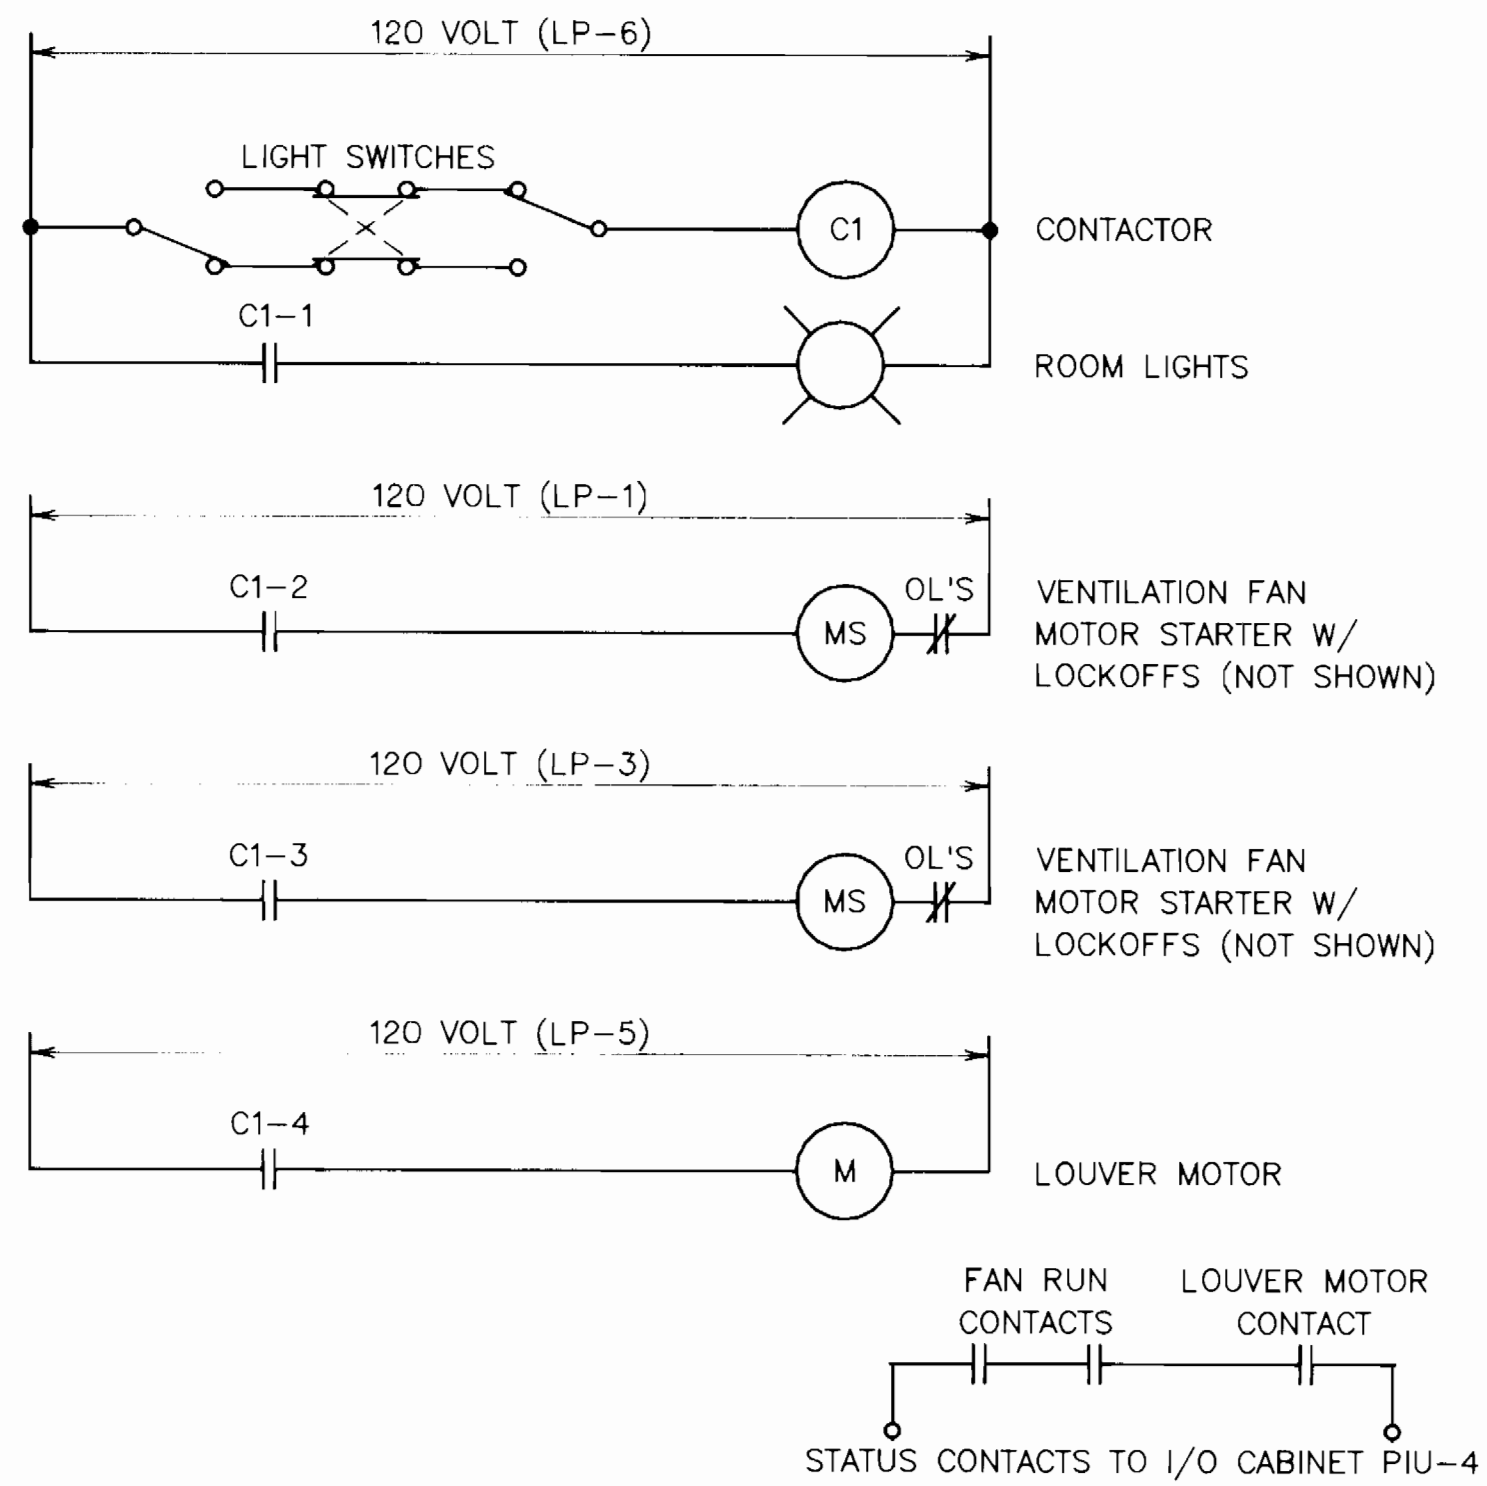 120 VOLT (LP-6)
LIGHT SWITCHES
C1
CONTACTOR
C1-1
ROOM LIGHTS
120 VOLT (LP-1)
C1-2
MS
OL'S
VENTILATION FAN
MOTOR STARTER W/
LOCKOFFS (NOT SHOWN)
120 VOLT (LP-3)
C1-3
MS
OL'S
VENTILATION FAN
MOTOR STARTER W/
LOCKOFFS (NOT SHOWN)
120 VOLT (LP-5)
C1-4
M
LOUVER MOTOR
FAN RUN
CONTACTS
LOUVER MOTOR
CONTACT
STATUS CONTACTS TO I/O CABINET PIU-4